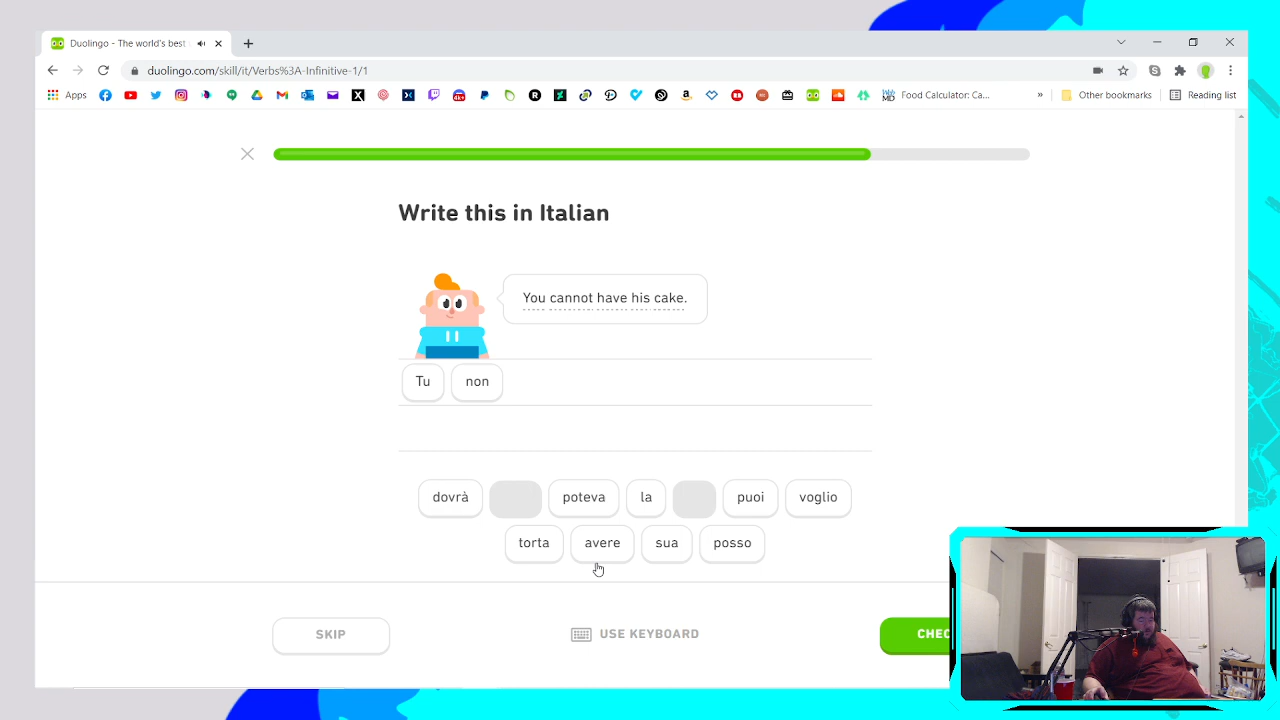 Duolingo - The world's best
duolingo.com/skill/it/Verbs%3A-Infinitive-1/1
Apps
Food Calculator: Ca...
»
Other bookmarks
Reading list
Write this in Italian
You cannot have his cake.
Tu non
dovrà poteva la puoi voglio
torta avere sua posso
SKIP
USE KEYBOARD
CHEC